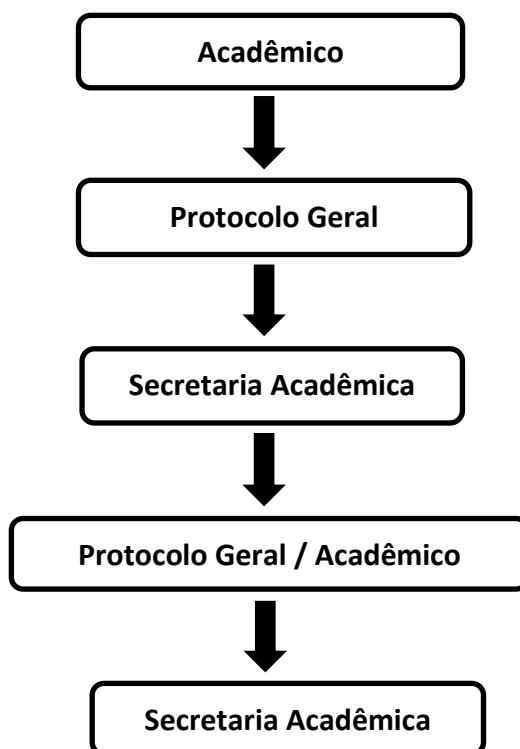 Acadêmico
Protocolo Geral
Secretaria Acadêmica
Protocolo Geral / Acadêmico
Secretaria Acadêmica